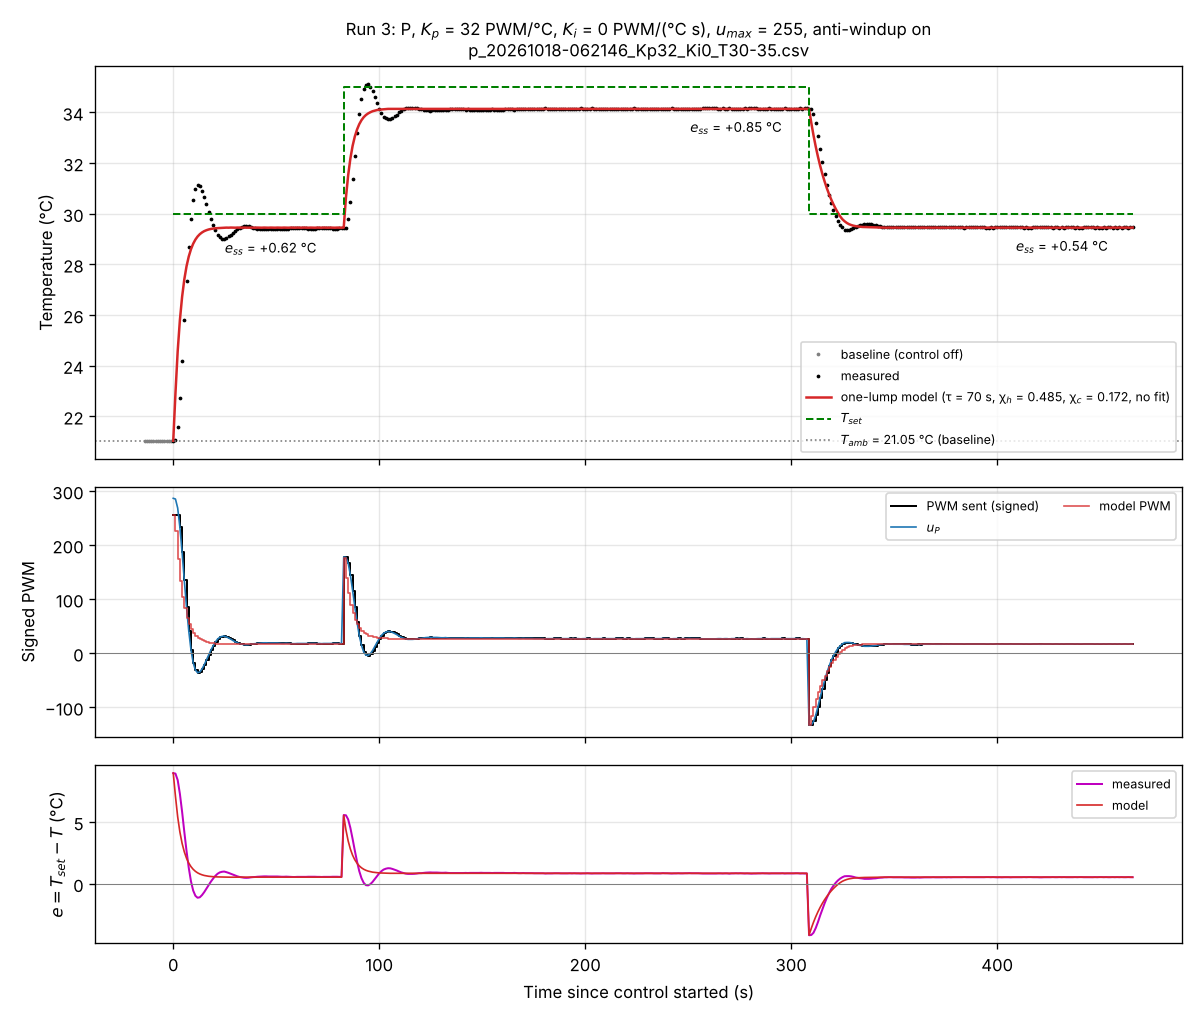 Run 3: P, Kp = 32 PWM/°C, Ki = 0 PWM/(°C s), umax = 255, anti-windup on
p_20261018-062146_Kp32_Ki0_T30-35.csv
Temperature (°C)
34
32
30
28
26
24
22
ess = +0.62 °C
ess = +0.85 °C
ess = +0.54 °C
baseline (control off)
measured
one-lump model (τ = 70 s, χh = 0.485, χc = 0.172, no fit)
Tset
Tamb = 21.05 °C (baseline)
Signed PWM
300
200
100
0
−100
PWM sent (signed)
uP
model PWM
e = Tset − T (°C)
5
0
measured
model
0
100
200
300
400
Time since control started (s)